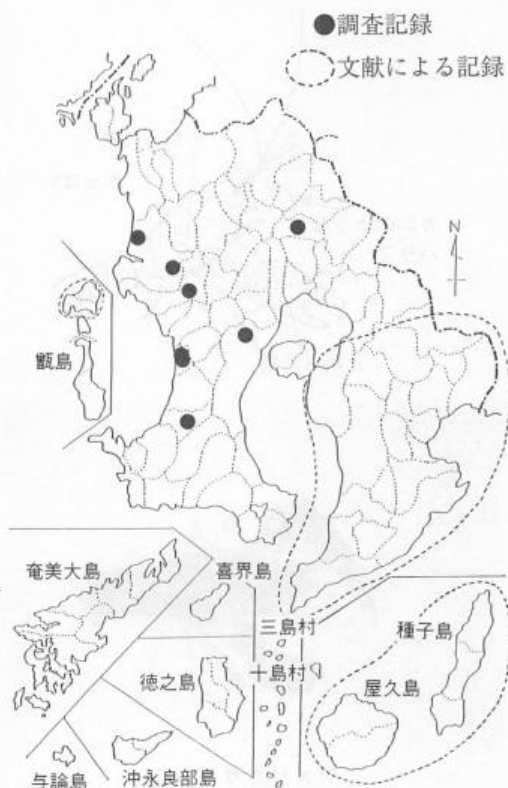 ●調査記録
文献による記録
N
甑島
奄美大島
喜界島
三島村
種子島
徳之島
十島村
屋久島
与論島
沖永良部島